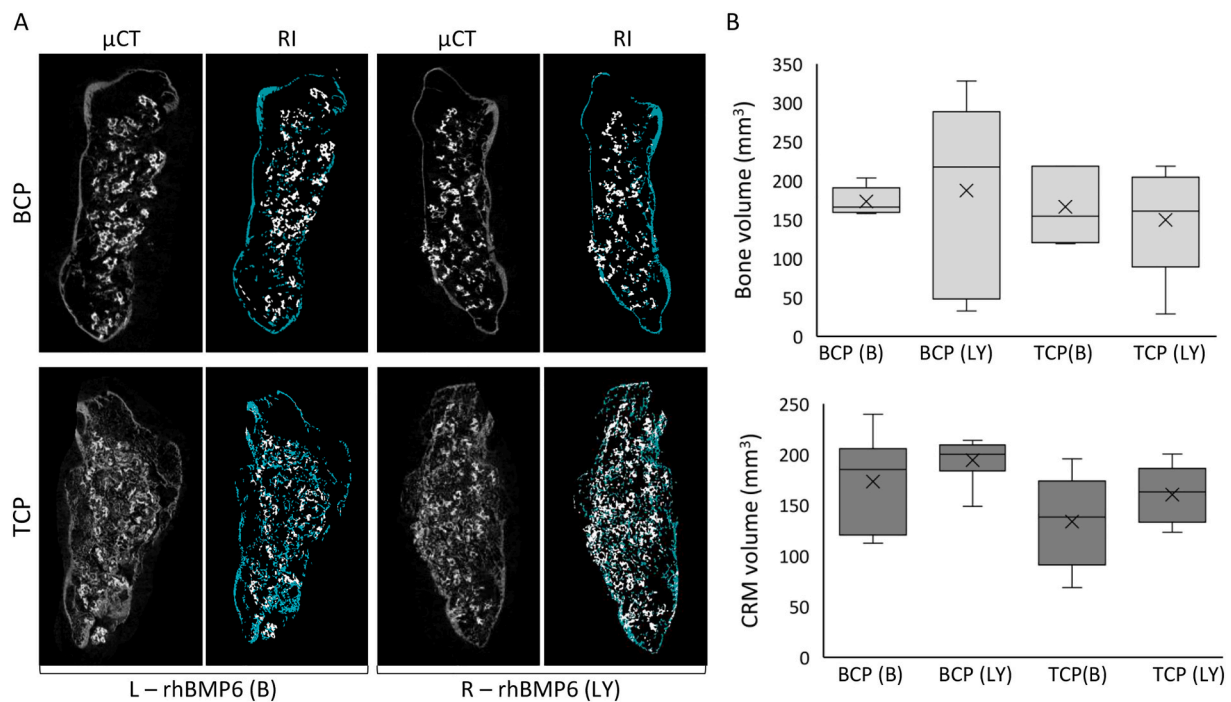 A
μCT RI μCT RI
BCP
TCP
L – rhBMP6 (B) R – rhBMP6 (LY)
B
Bone volume (mm³)
350
300
250
200
150
100
50
0
BCP (B) BCP (LY) TCP(B) TCP (LY)
CRM volume (mm³)
250
200
150
100
50
0
BCP (B) BCP (LY) TCP(B) TCP (LY)